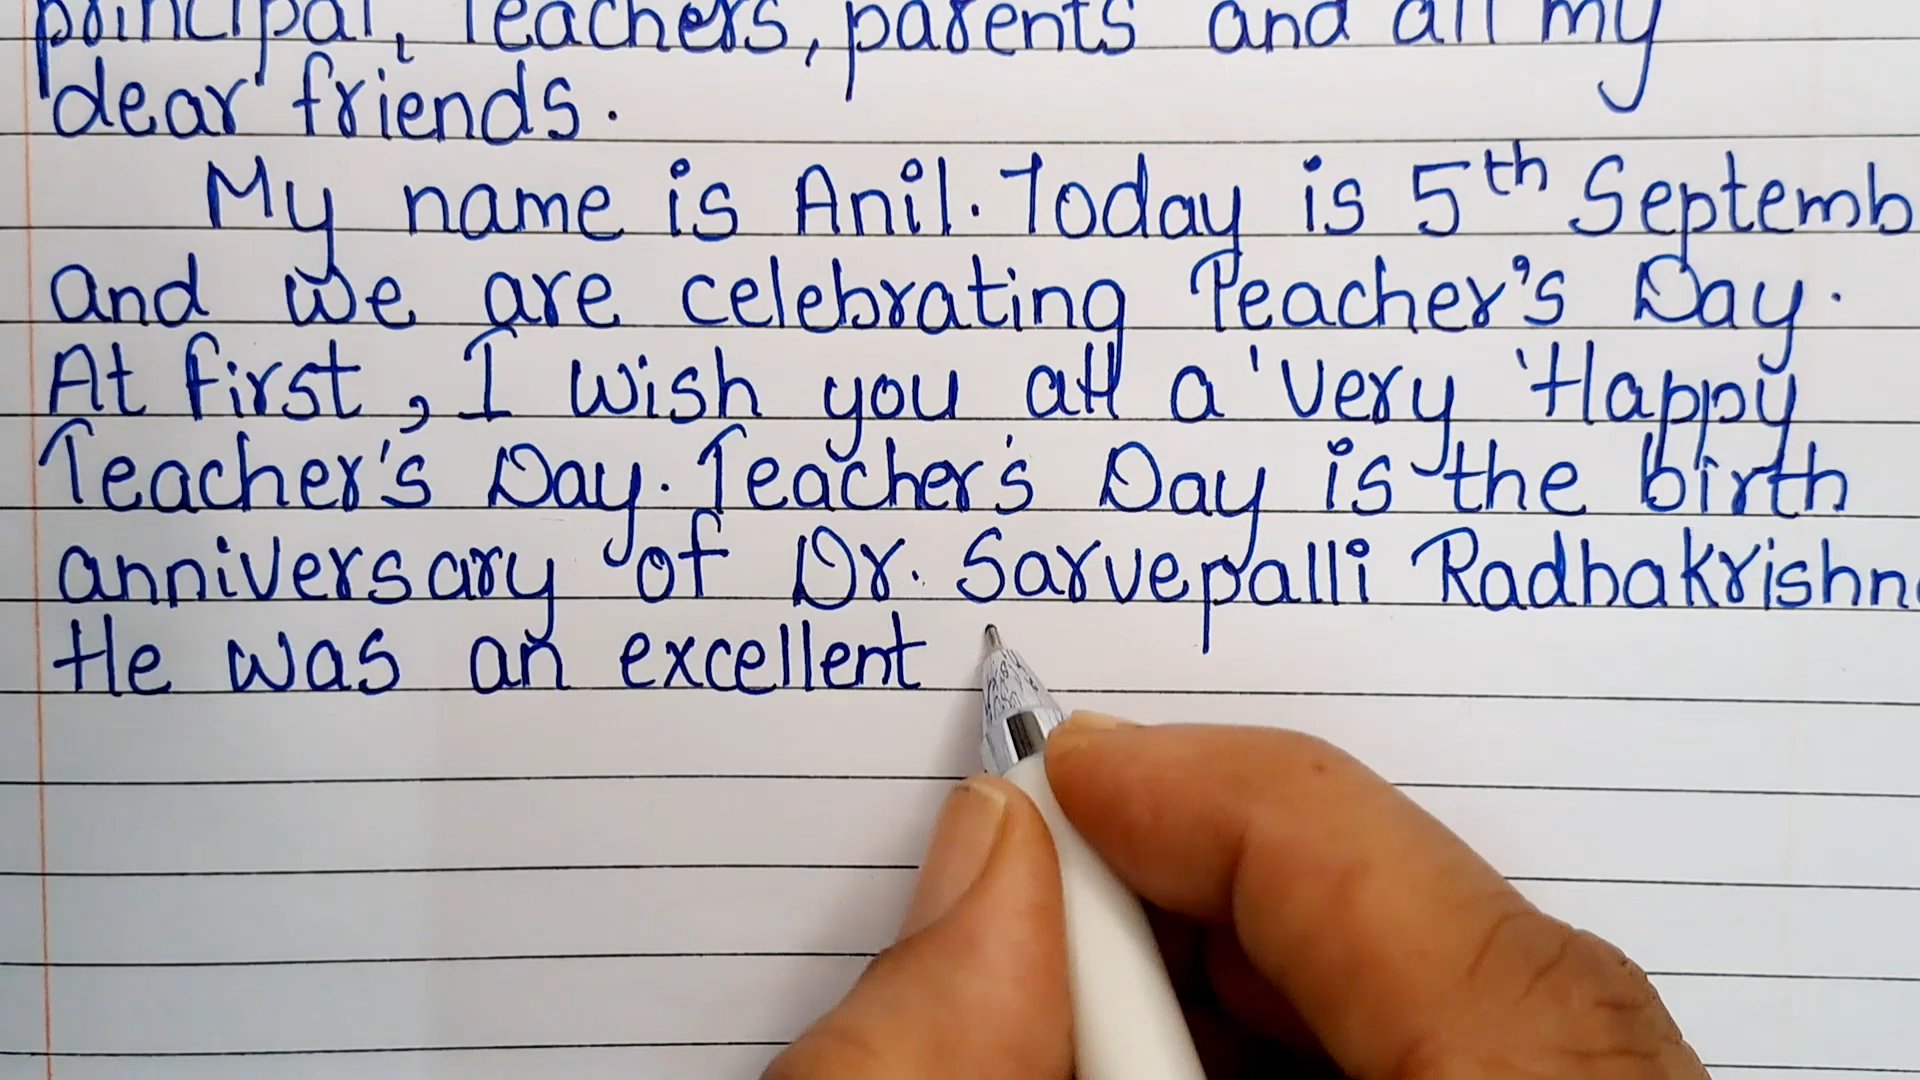 principal, Teachers, parents and all my
dear friends.
My name is Anil. Today is 5th Septemb
and we are celebrating Teacher's Day.
At first, I wish you all a very Happy
Teacher's Day. Teacher's Day is the birth
anniversary of Dr. Sarvepalli Radhakrishn
He was an excellent